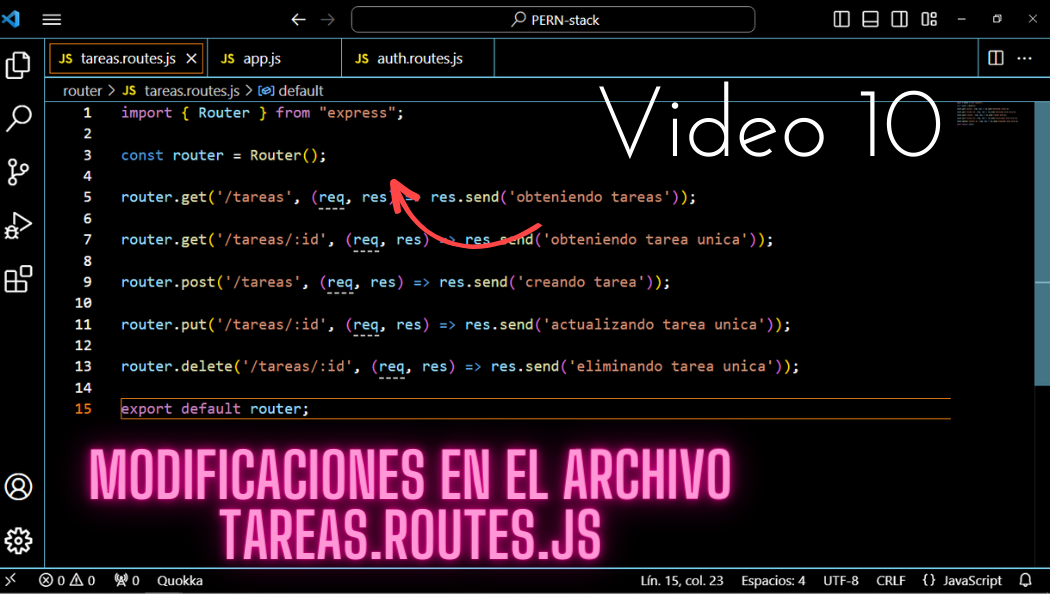 PERN-stack
JS tareas.routes.js
JS app.js
JS auth.routes.js
router > JS tareas.routes.js > default
Video 10
1 import { Router } from "express";
2
3 const router = Router();
4
5 router.get('/tareas', (req, res) => res.send('obteniendo tareas'));
6
7 router.get('/tareas/:id', (req, res) => res.send('obteniendo tarea unica'));
8
9 router.post('/tareas', (req, res) => res.send('creando tarea'));
10
11 router.put('/tareas/:id', (req, res) => res.send('actualizando tarea unica'));
12
13 router.delete('/tareas/:id', (req, res) => res.send('eliminando tarea unica'));
14
15 export default router;
MODIFICACIONES EN EL ARCHIVO
TAREAS.ROUTES.JS
0 0 0 Quokka Lín. 15, col. 23 Espacios: 4 UTF-8 CRLF {} JavaScript